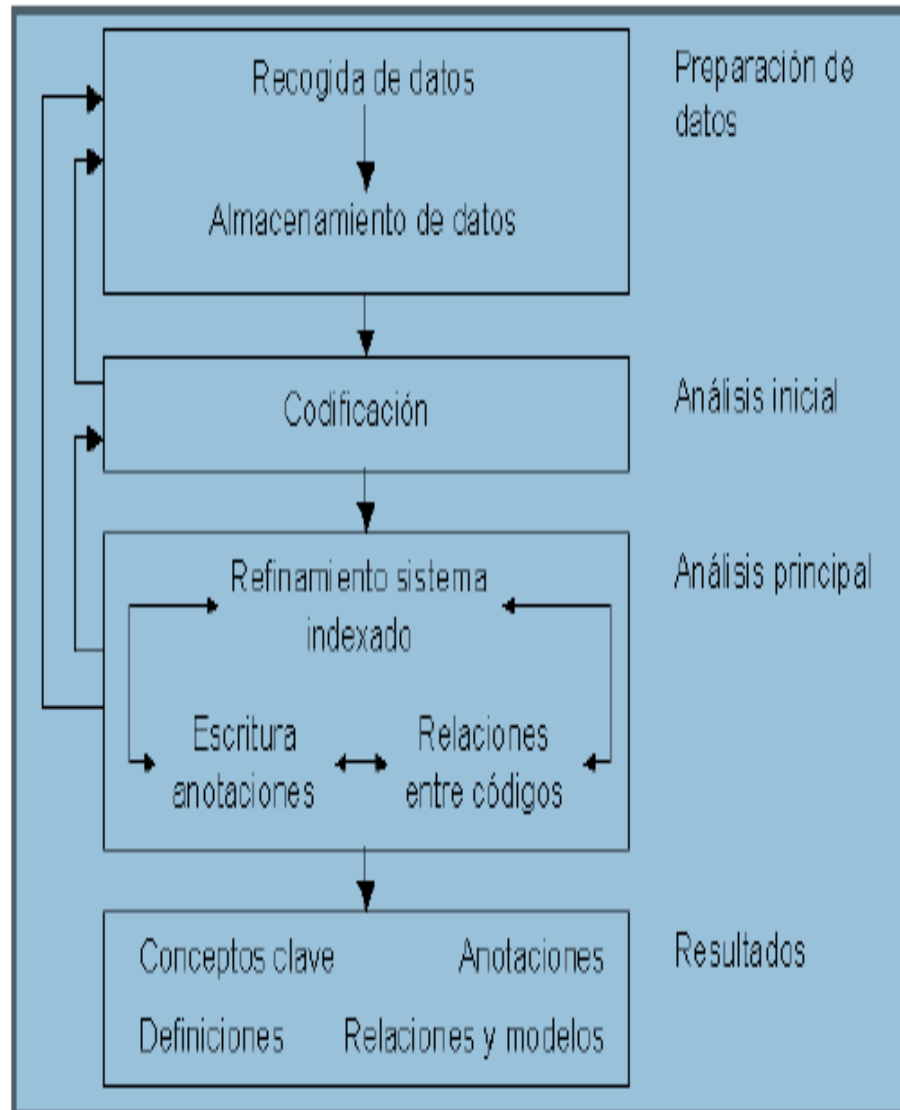 Recogida de datos
Preparación de
datos
Almacenamiento de datos
Codificación
Análisis inicial
Refinamiento sistema
indexado
Análisis principal
Escritura
anotaciones
Relaciones
entre códigos
Conceptos clave
Anotaciones
Resultados
Definiciones
Relaciones y modelos